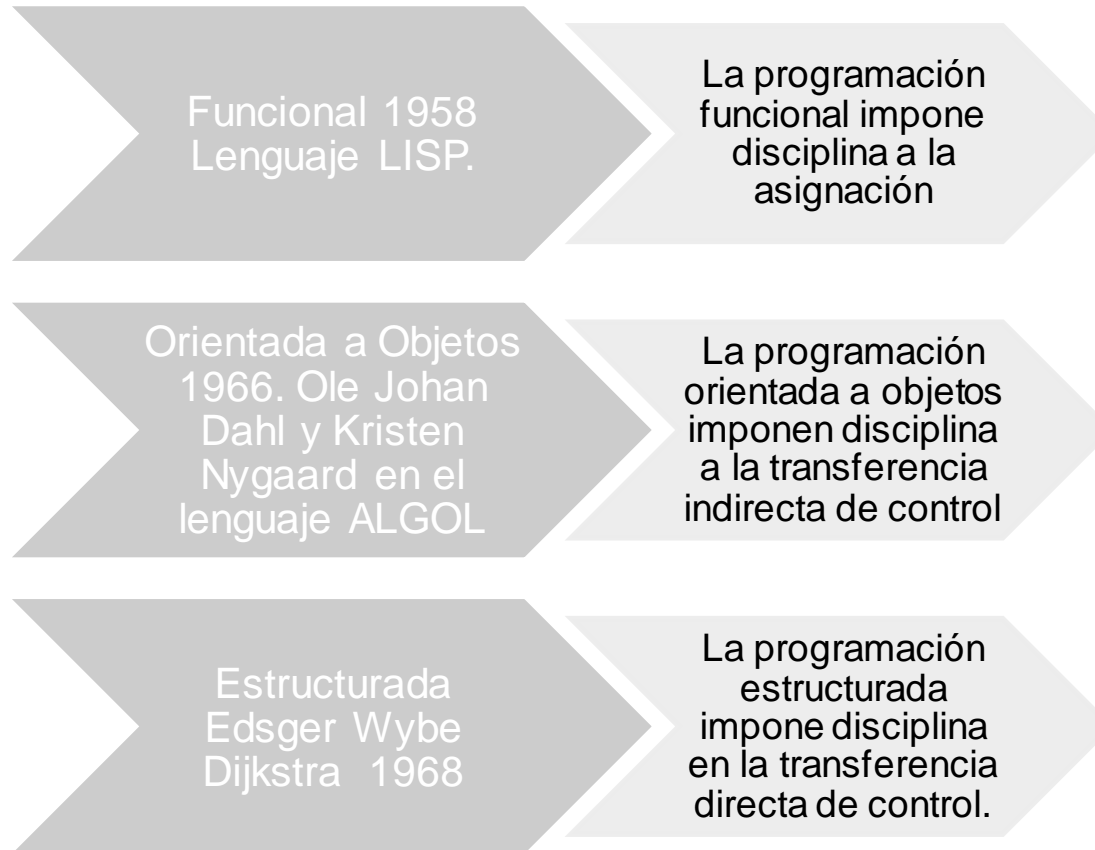 Funcional 1958
Lenguaje LISP.
La programación
funcional impone
disciplina a la
asignación
Orientada a Objetos
1966. Ole Johan
Dahl y Kristen
Nygaard en el
lenguaje ALGOL
La programación
orientada a objetos
imponen disciplina
a la transferencia
indirecta de control
Estructurada
Edsger Wybe
Dijkstra 1968
La programación
estructurada
impone disciplina
en la transferencia
directa de control.